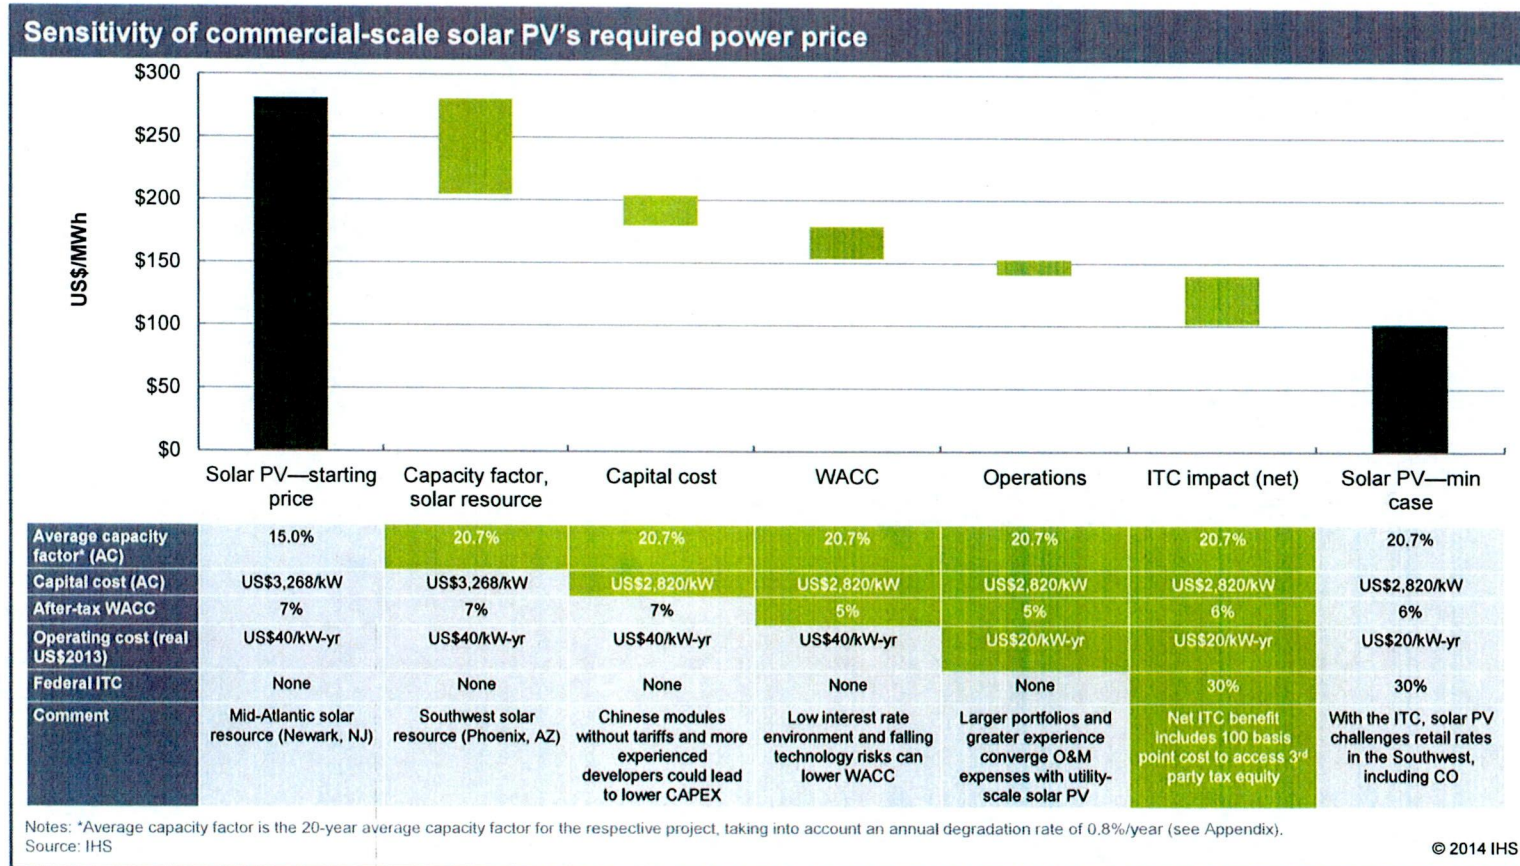 Sensitivity of commercial-scale solar PV's required power price
$300
$250
$200
$150
$100
$50
$0
US$/MWh
Solar PV—starting
price
Capacity factor,
solar resource
Capital cost
WACC
Operations
ITC impact (net)
Solar PV—min
case
Average capacity
factor* (AC)
15.0%
20.7%
20.7%
20.7%
20.7%
20.7%
20.7%
Capital cost (AC)
US$3,268/kW
US$3,268/kW
US$2,820/kW
US$2,820/kW
US$2,820/kW
US$2,820/kW
US$2,820/kW
After-tax WACC
7%
7%
7%
5%
5%
6%
6%
Operating cost (real
US$2013)
US$40/kW-yr
US$40/kW-yr
US$40/kW-yr
US$40/kW-yr
US$20/kW-yr
US$20/kW-yr
US$20/kW-yr
Federal ITC
None
None
None
None
None
30%
30%
Comment
Mid-Atlantic solar
resource (Newark, NJ)
Southwest solar
resource (Phoenix, AZ)
Chinese modules
without tariffs and more
experienced
developers could lead
to lower CAPEX
Low interest rate
environment and falling
technology risks can
lower WACC
Larger portfolios and
greater experience
converge O&M
expenses with utility-
scale solar PV
Net ITC benefit
includes 100 basis
point cost to access 3rd
party tax equity
With the ITC, solar PV
challenges retail rates
in the Southwest,
including CO
Notes: *Average capacity factor is the 20-year average capacity factor for the respective project, taking into account an annual degradation rate of 0.8%/year (see Appendix).
Source: IHS
© 2014 IHS